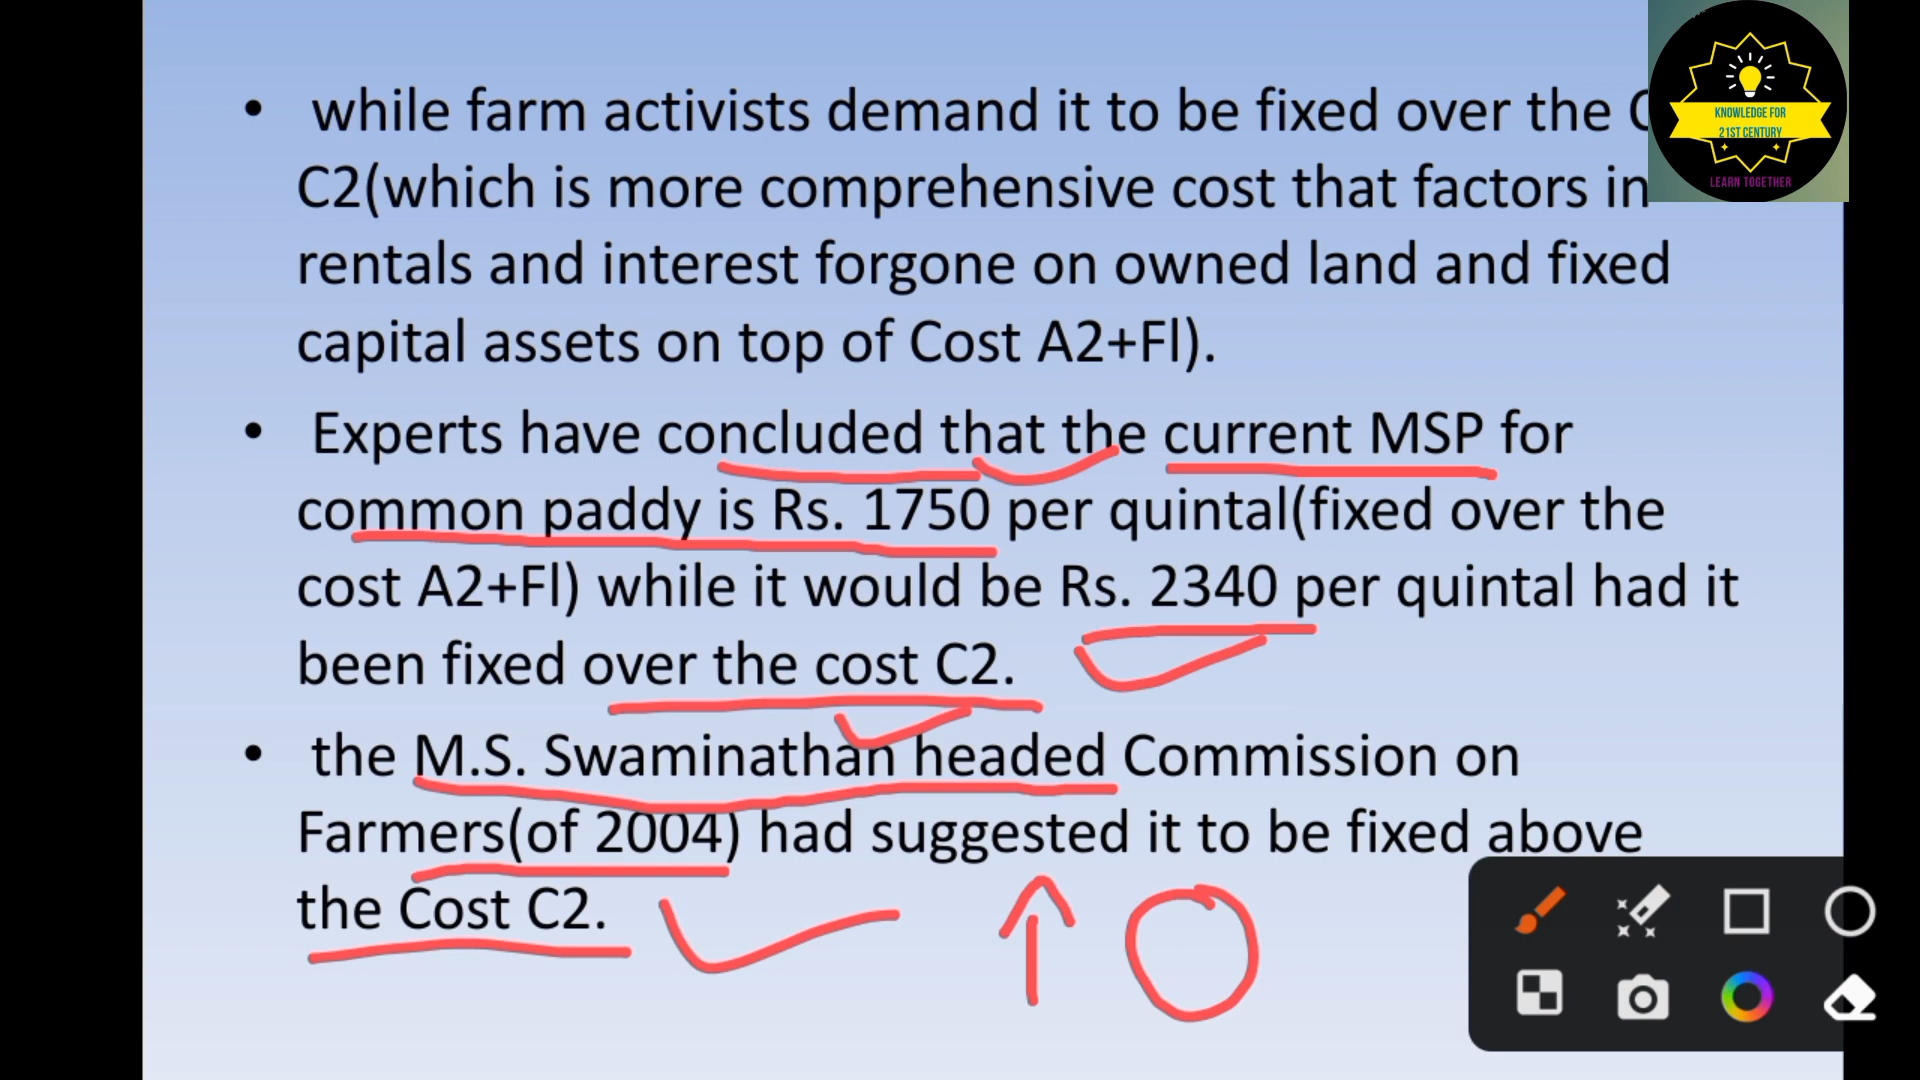 • while farm activists demand it to be fixed over the
C2(which is more comprehensive cost that factors in
rentals and interest forgone on owned land and fixed
capital assets on top of Cost A2+Fl).
• Experts have concluded that the current MSP for
common paddy is Rs. 1750 per quintal(fixed over the
cost A2+Fl) while it would be Rs. 2340 per quintal had it
been fixed over the cost C2.
• the M.S. Swaminathan headed Commission on
Farmers(of 2004) had suggested it to be fixed above
the Cost C2.
KNOWLEDGE FOR
21ST CENTURY
LEARN TOGETHER